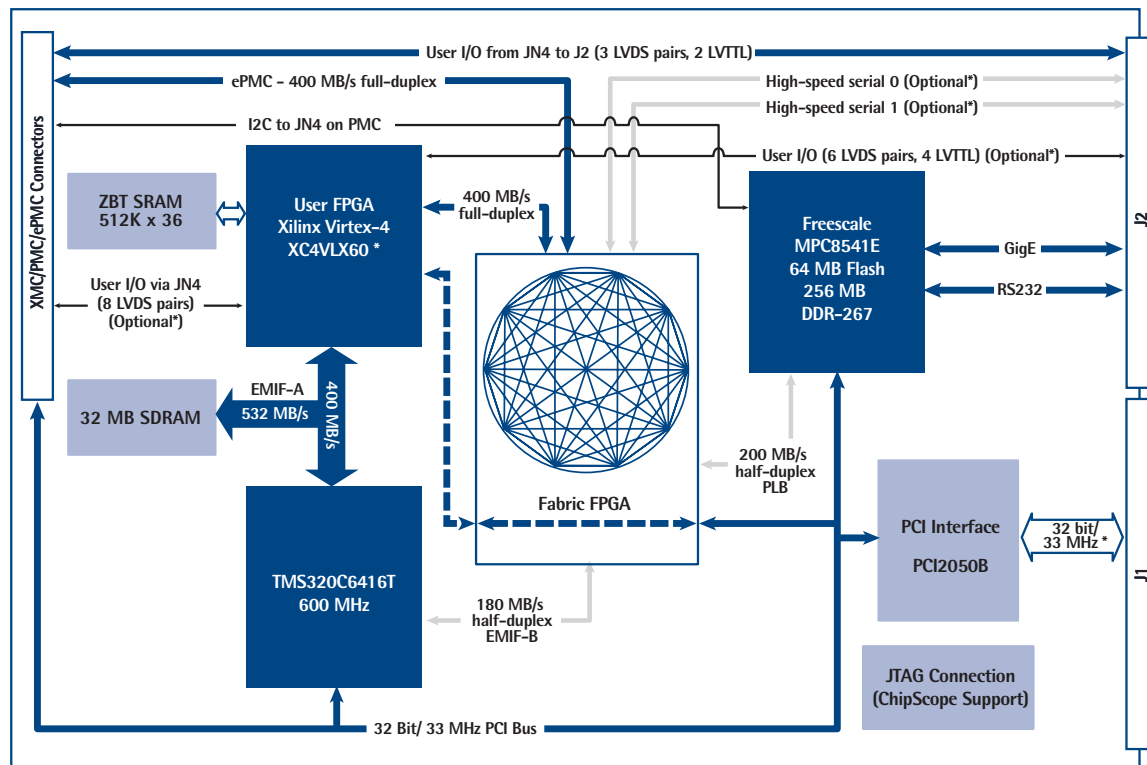 User I/O from JN4 to J2 (3 LVDS pairs, 2 LVTTL)
ePMC - 400 MB/s full-duplex
High-speed serial 0 (Optional*)
High-speed serial 1 (Optional*)
I2C to JN4 on PMC
User I/O (6 LVDS pairs, 4 LVTTL) (Optional*)
XMC/PMC/ePMC Connectors
J2
ZBT SRAM
512K x 36
User FPGA
Xilinx Virtex-4
XC4VLX60 *
400 MB/s
full-duplex
Freescale
MPC8541E
64 MB Flash
256 MB
DDR-267
GigE
RS232
User I/O via JN4
(8 LVDS pairs)
(Optional*)
EMIF-A
532 MB/s
400 MB/s
32 MB SDRAM
200 MB/s
half-duplex
PLB
Fabric FPGA
PCI Interface
PCI2050B
32 bit/
33 MHz *
J1
TMS320C6416T
600 MHz
180 MB/s
half-duplex
EMIF-B
JTAG Connection
(ChipScope Support)
32 Bit/ 33 MHz PCI Bus